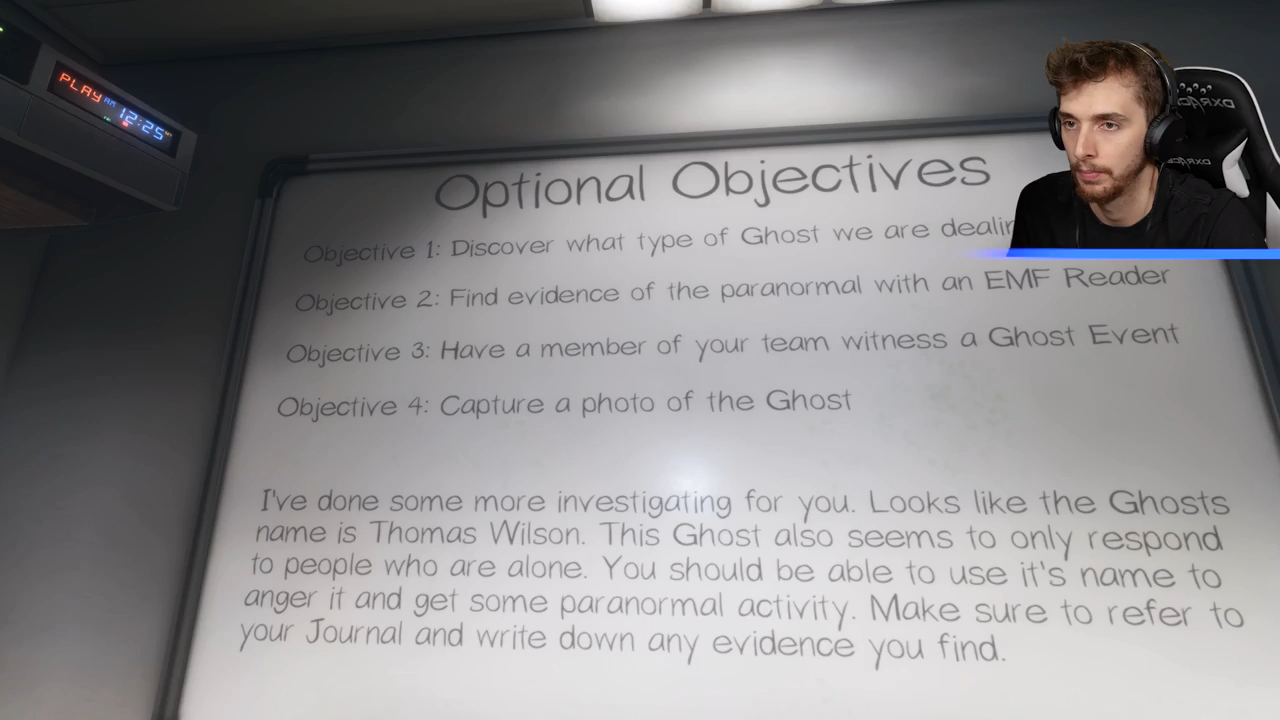 PLAY AM 12:25
Optional Objectives
Objective 1: Discover what type of Ghost we are
Objective 2: Find evidence of the paranormal with an EMF Reader
Objective 3: Have a member of your team witness a Ghost Event
Objective 4: Capture a photo of the Ghost
I've done some more investigating for you. Looks like the Ghosts
name is Thomas Wilson. This Ghost also seems to only respond
to people who are alone. You should be able to use it's name to
anger it and get some paranormal activity. Make sure to refer to
your Journal and write down any evidence you find.